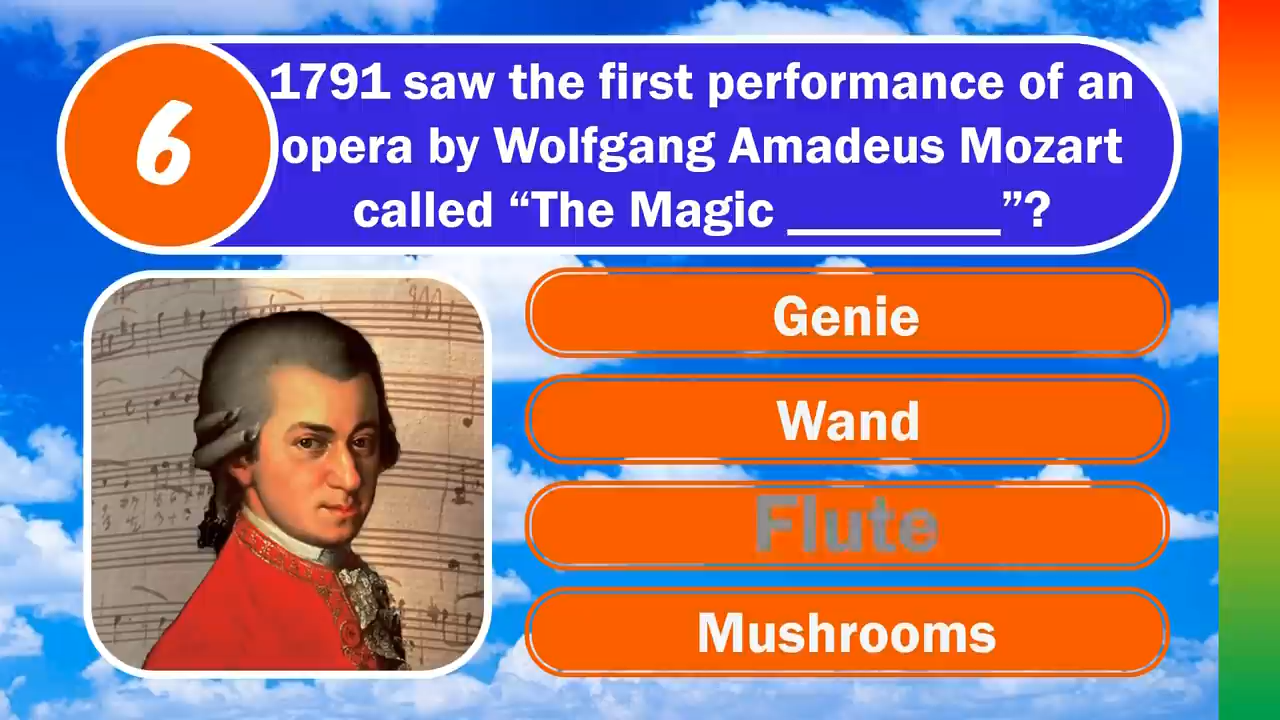 6
1791 saw the first performance of an
opera by Wolfgang Amadeus Mozart
called “The Magic ________”?
Genie
Wand
Flute
Mushrooms